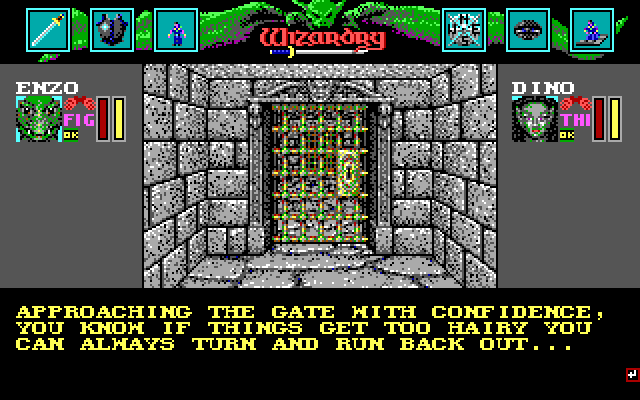 Wizardry
ENZO
FIG
OK
DINO
THI
OK
APPROACHING THE GATE WITH CONFIDENCE,
YOU KNOW IF THINGS GET TOO HAIRY YOU
CAN ALWAYS TURN AND RUN BACK OUT...